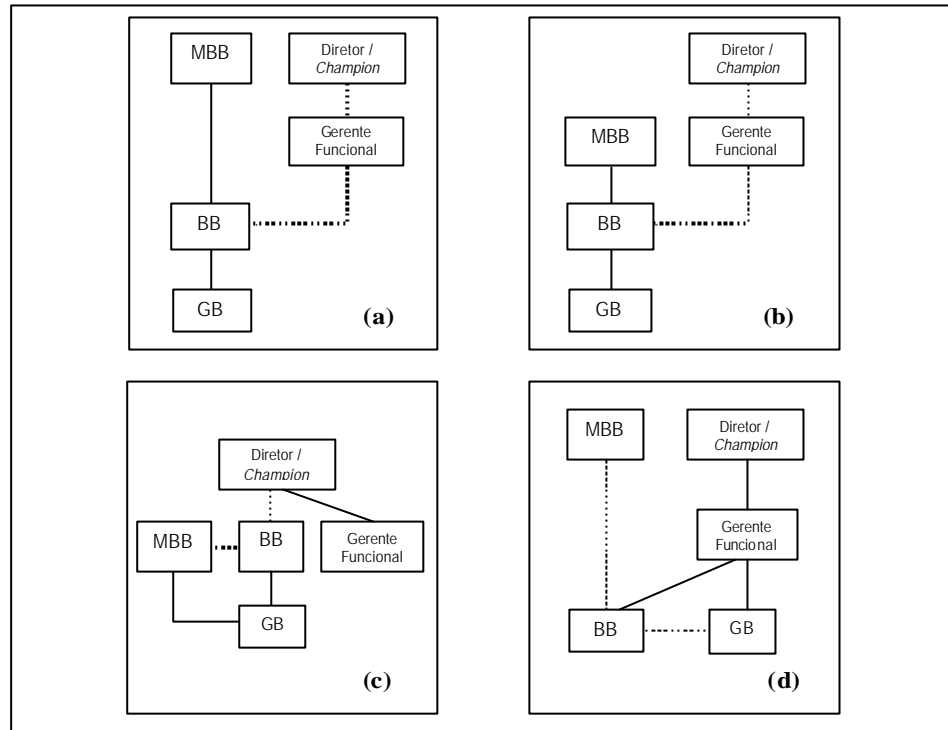 MBB
Diretor /
Champion
Gerente
Funcional
BB
GB
(a)
Diretor /
Champion
MBB
Gerente
Funcional
BB
GB
(b)
Diretor /
Champion
MBB
BB
Gerente
Funcional
GB
(c)
MBB
Diretor /
Champion
Gerente
Funcional
BB
GB
(d)